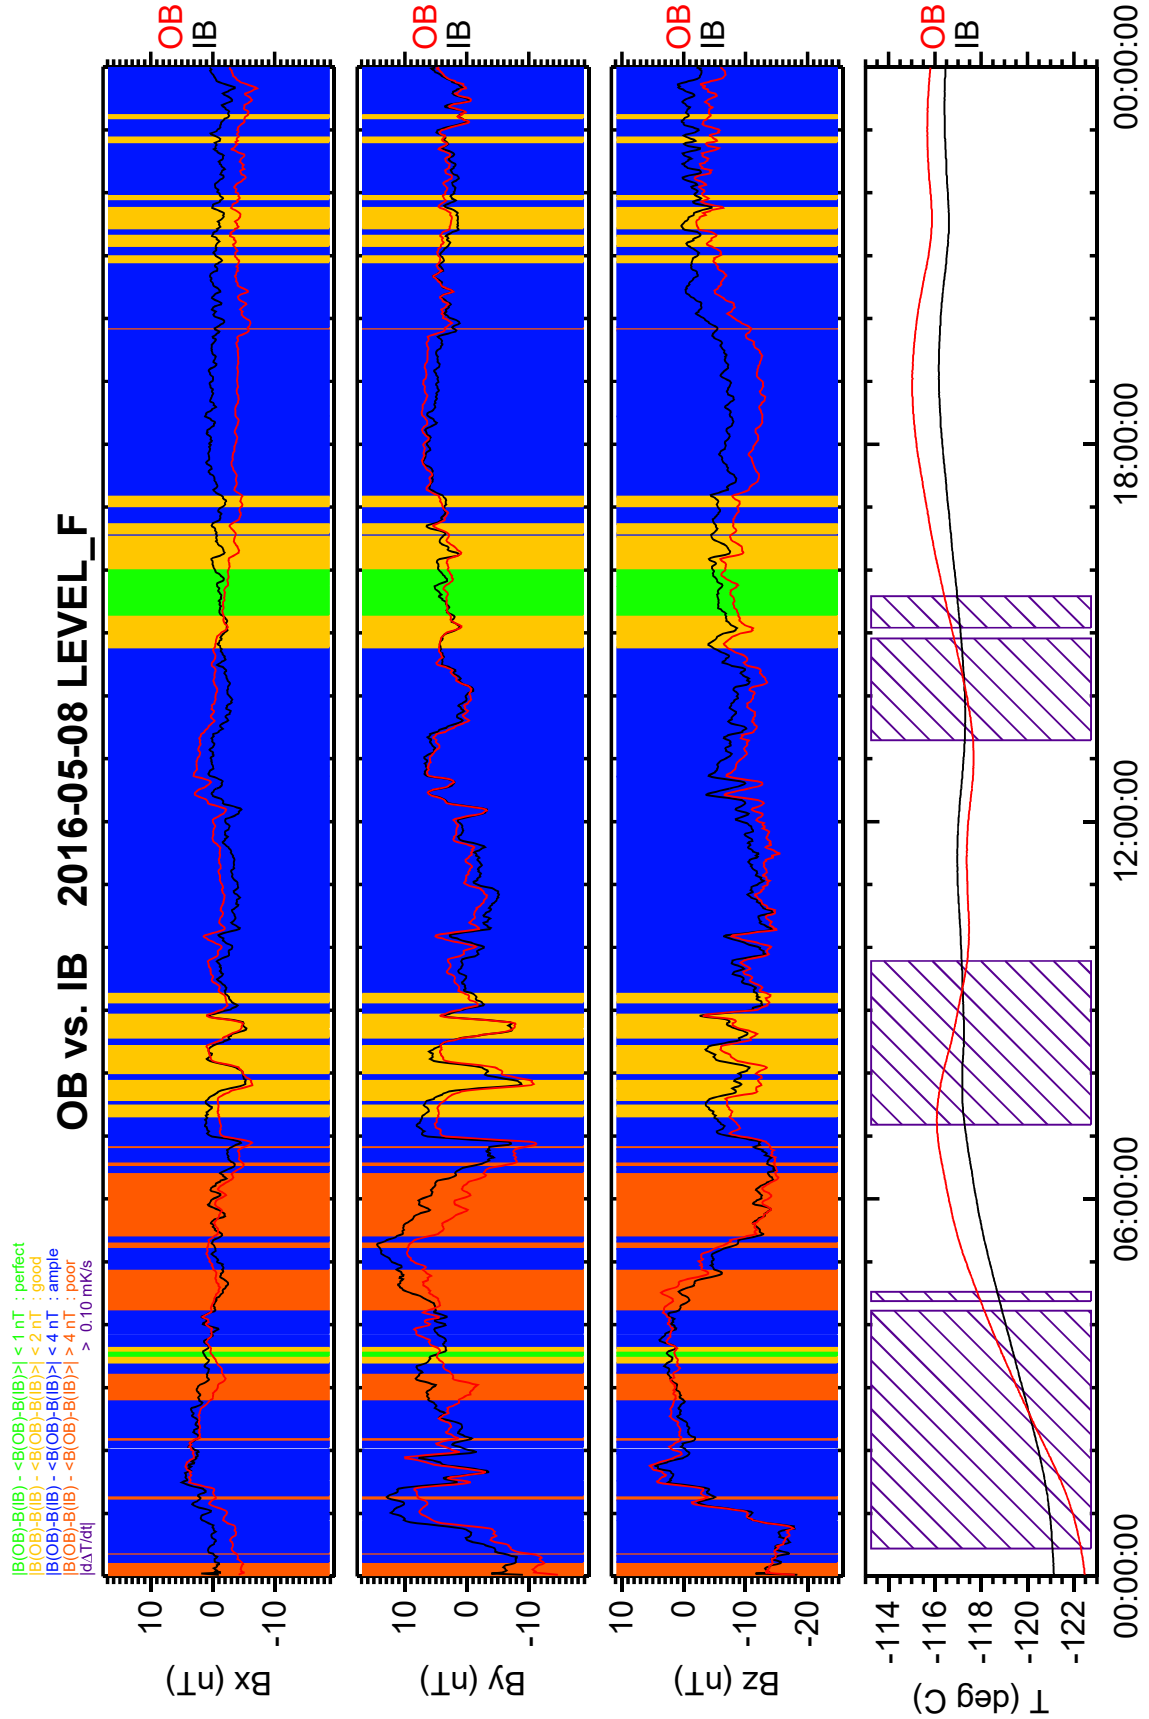 OB vs. IB 2016-05-08 LEVEL_F
|B(OB)-B(IB) - <B(OB)-B(IB)>| < 1 nT : perfect
|B(OB)-B(IB) - <B(OB)-B(IB)>| < 2 nT : good
|B(OB)-B(IB) - <B(OB)-B(IB)>| < 4 nT : ample
|B(OB)-B(IB) - <B(OB)-B(IB)>| > 4 nT : poor
|dΔT/dt| > 0.10 mK/s
Bx (nT)
10
0
-10
OB
IB
By (nT)
10
0
-10
OB
IB
Bz (nT)
10
0
-10
-20
OB
IB
T (deg C)
-114
-116
-118
-120
-122
OB
IB
00:00:00
06:00:00
12:00:00
18:00:00
00:00:00